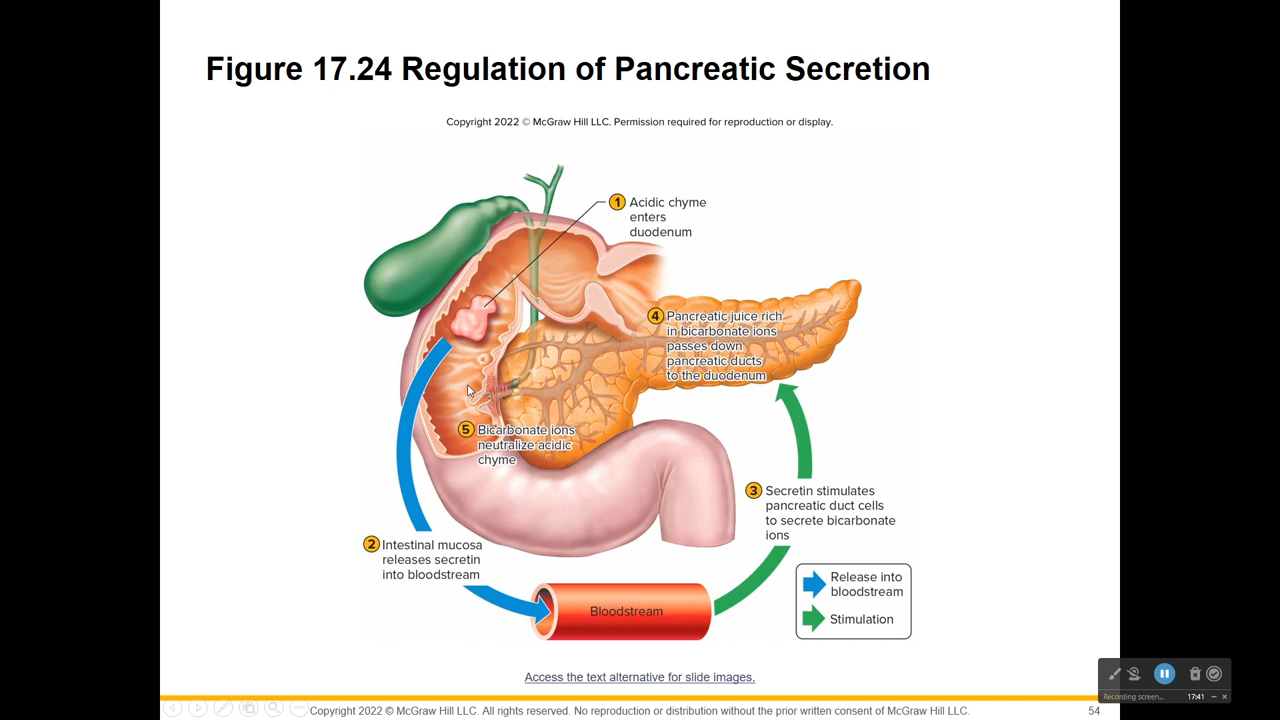 Figure 17.24 Regulation of Pancreatic Secretion
Copyright 2022 © McGraw Hill LLC. Permission required for reproduction or display.
1 Acidic chyme
enters
duodenum
4 Pancreatic juice rich
in bicarbonate ions
passes down
pancreatic ducts
to the duodenum
5 Bicarbonate ions
neutralize acidic
chyme
3 Secretin stimulates
pancreatic duct cells
to secrete bicarbonate
ions
2 Intestinal mucosa
releases secretin
into bloodstream
Bloodstream
Release into
bloodstream
Stimulation
Access the text alternative for slide images.
Copyright 2022 © McGraw Hill LLC. All rights reserved. No reproduction or distribution without the prior written consent of McGraw Hill LLC.
54
Recording screen...
17:41